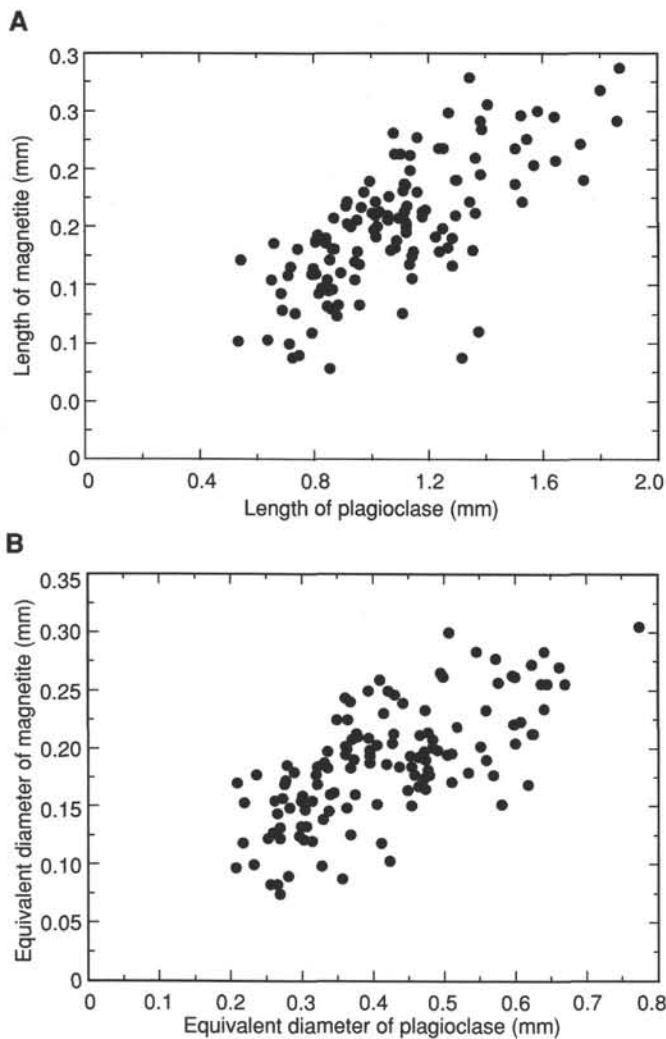 A
0.3
0.3
0.2
0.2
0.1
0.1
0.0
0
Length of magnetite (mm)
0 0.4 0.8 1.2 1.6 2.0
Length of plagioclase (mm)
B
0.35
0.30
0.25
0.20
0.15
0.10
0.05
0
Equivalent diameter of magnetite (mm)
0 0.1 0.2 0.3 0.4 0.5 0.6 0.7 0.8
Equivalent diameter of plagioclase (mm)